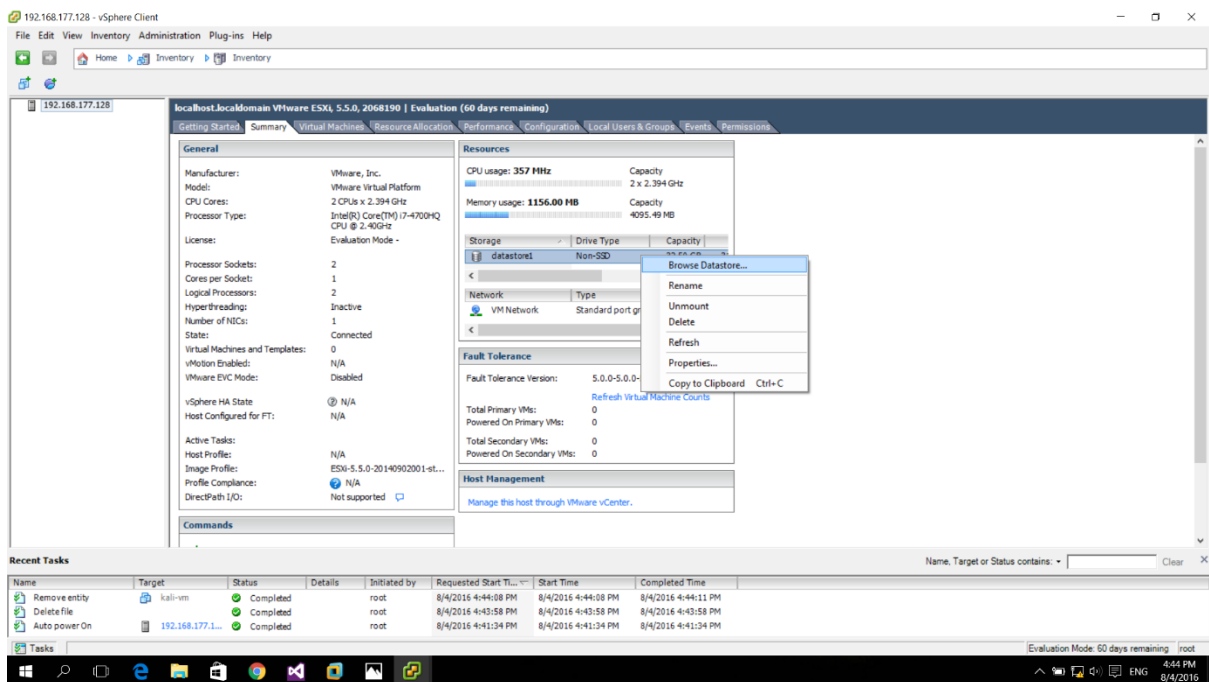 192.168.177.128 - vSphere Client
File Edit View Inventory Administration Plug-ins Help
Home Inventory Inventory
192.168.177.128
localhost.localdomain VMware ESXi, 5.5.0, 2068190 | Evaluation (60 days remaining)
Getting Started Summary Virtual Machines Resource Allocation Performance Configuration Local Users & Groups Events Permissions
General
Manufacturer: VMware, Inc.
Model: VMware Virtual Platform
CPU Cores: 2 CPUs x 2.394 GHz
Processor Type: Intel(R) Core(TM) i7-4700HQ
CPU @ 2.40GHz
License: Evaluation Mode -
Processor Sockets: 2
Cores per Socket: 1
Logical Processors: 2
Hyperthreading: Inactive
Number of NICs: 1
State: Connected
Virtual Machines and Templates: 0
vMotion Enabled: N/A
VMware EVC Mode: Disabled
vSphere HA State N/A
Host Configured for FT: N/A
Active Tasks:
Host Profile: N/A
Image Profile: ESXi-5.5.0-20140902001-st...
Profile Compliance: N/A
DirectPath I/O: Not supported
Commands
Resources
CPU usage: 357 MHz Capacity
2 x 2.394 GHz
Memory usage: 1156.00 MB Capacity
4095.49 MB
Storage Drive Type Capacity
datastore1 Non-SSD
Browse Datastore...
Rename
Unmount
Delete
Refresh
Properties...
Copy to Clipboard Ctrl+C
Network Type
VM Network Standard port gr
Fault Tolerance
Fault Tolerance Version: 5.0.0-5.0.0-
Refresh Virtual Machine Counts
Total Primary VMs: 0
Powered On Primary VMs: 0
Total Secondary VMs: 0
Powered On Secondary VMs: 0
Host Management
Manage this host through VMware vCenter.
Recent Tasks
Name, Target or Status contains: Clear
Name Target Status Details Initiated by Requested Start Ti... Start Time Completed Time
Remove entity kali-vm Completed root 8/4/2016 4:44:08 PM 8/4/2016 4:44:08 PM 8/4/2016 4:44:11 PM
Delete file Completed root 8/4/2016 4:43:58 PM 8/4/2016 4:43:58 PM 8/4/2016 4:43:58 PM
Auto power On 192.168.177.1... Completed root 8/4/2016 4:41:34 PM 8/4/2016 4:41:34 PM 8/4/2016 4:41:34 PM
Tasks
Evaluation Mode: 60 days remaining root
ENG
4:44 PM
8/4/2016